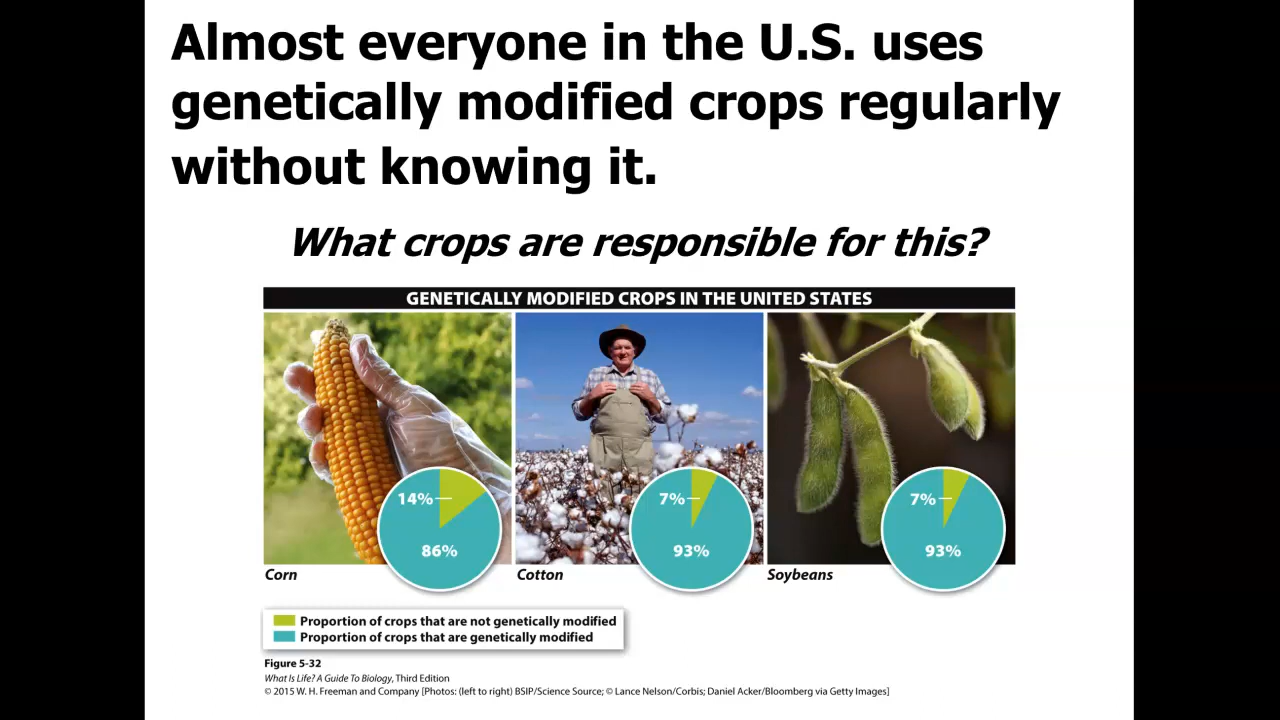 Almost everyone in the U.S. uses
genetically modified crops regularly
without knowing it.
What crops are responsible for this?
GENETICALLY MODIFIED CROPS IN THE UNITED STATES
14%
86%
7%
93%
7%
93%
Corn
Cotton
Soybeans
Proportion of crops that are not genetically modified
Proportion of crops that are genetically modified
Figure 5-32
What Is Life? A Guide To Biology, Third Edition
© 2015 W. H. Freeman and Company [Photos: (left to right) BSIP/Science Source; © Lance Nelson/Corbis; Daniel Acker/Bloomberg via Getty Images]